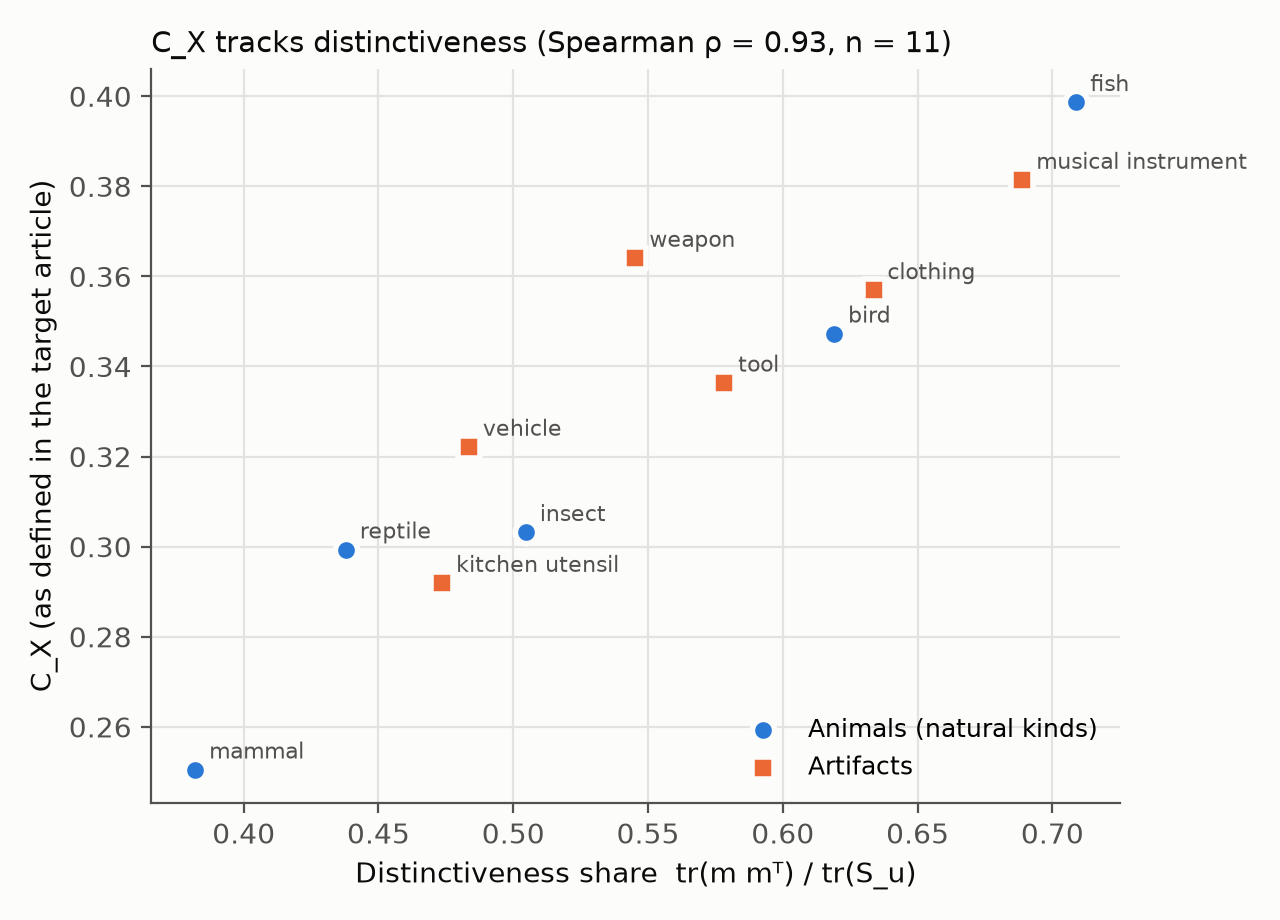 C_X tracks distinctiveness (Spearman ρ = 0.93, n = 11)
C_X (as defined in the target article)
0.40
0.38
0.36
0.34
0.32
0.30
0.28
0.26
fish
musical instrument
weapon
clothing
bird
tool
vehicle
insect
reptile
kitchen utensil
mammal
Animals (natural kinds)
Artifacts
0.40 0.45 0.50 0.55 0.60 0.65 0.70
Distinctiveness share tr(m mᵀ) / tr(S_u)